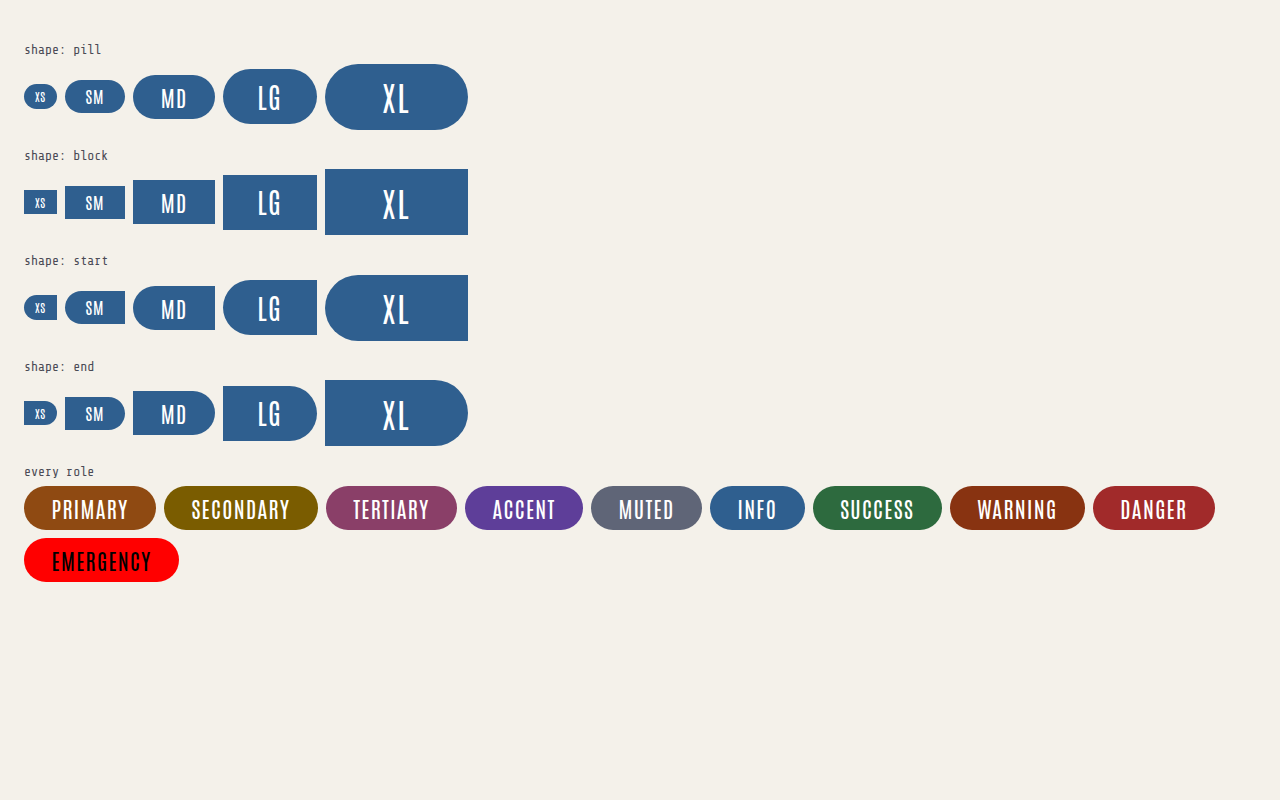 shape: pill
XS SM MD LG XL
shape: block
XS SM MD LG XL
shape: start
XS SM MD LG XL
shape: end
XS SM MD LG XL
every role
PRIMARY SECONDARY TERTIARY ACCENT MUTED INFO SUCCESS WARNING DANGER
EMERGENCY